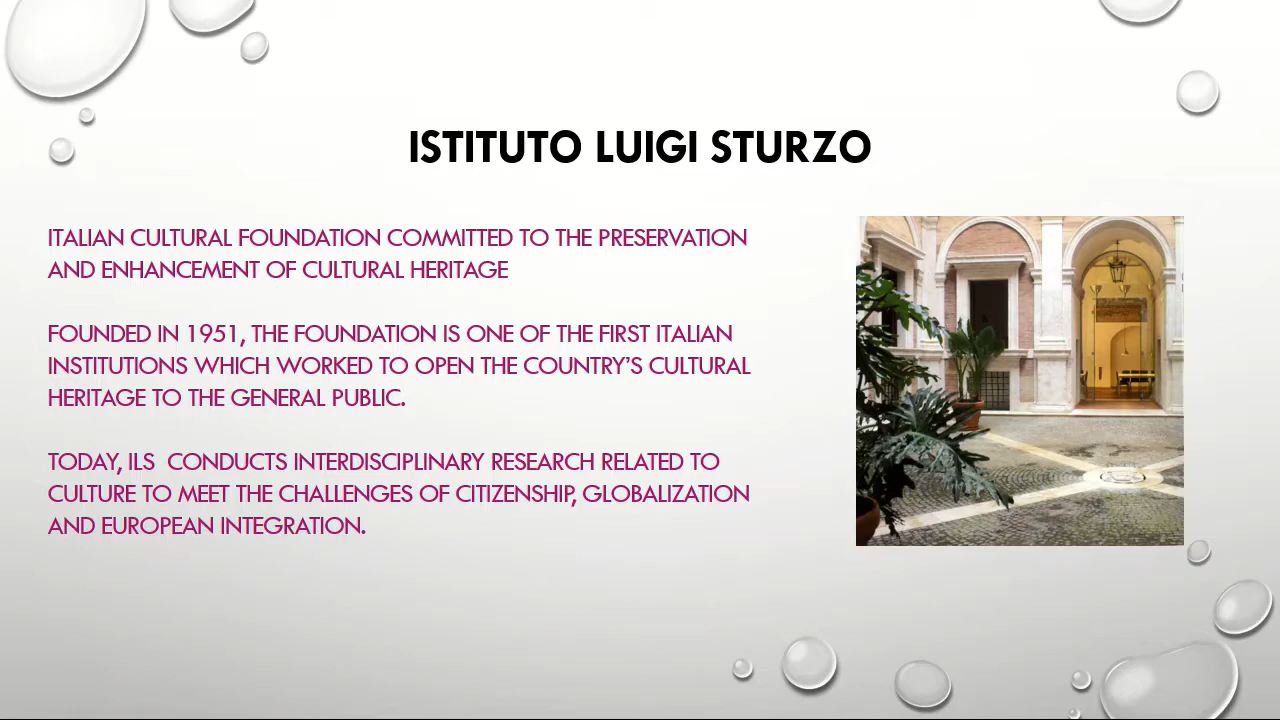 ISTITUTO LUIGI STURZO
ITALIAN CULTURAL FOUNDATION COMMITTED TO THE PRESERVATION
AND ENHANCEMENT OF CULTURAL HERITAGE
FOUNDED IN 1951, THE FOUNDATION IS ONE OF THE FIRST ITALIAN
INSTITUTIONS WHICH WORKED TO OPEN THE COUNTRY’S CULTURAL
HERITAGE TO THE GENERAL PUBLIC.
TODAY, ILS  CONDUCTS INTERDISCIPLINARY RESEARCH RELATED TO
CULTURE TO MEET THE CHALLENGES OF CITIZENSHIP, GLOBALIZATION
AND EUROPEAN INTEGRATION.